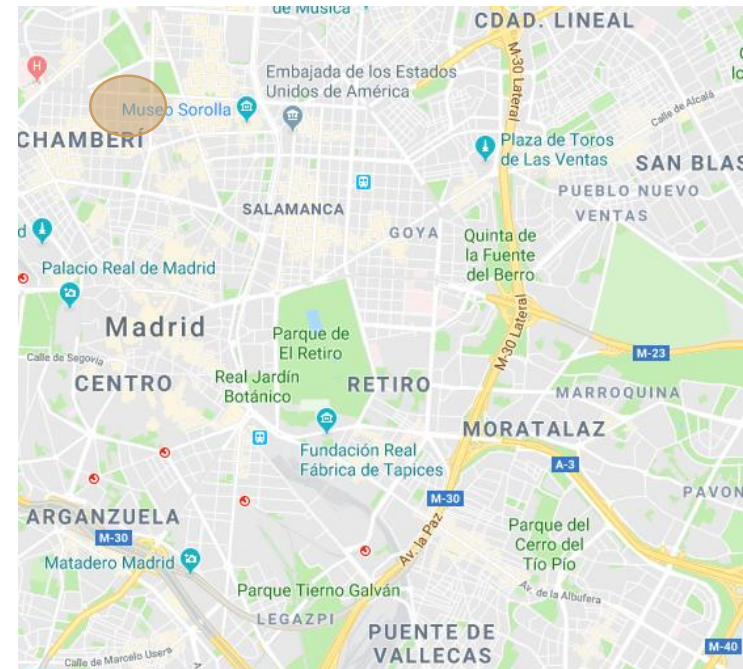 de Música
CDAD. LINEAL
M-30 Lateral
H
Embajada de los Estados
Unidos de América
Museo Sorolla
Calle de Alcalá
CHAMBERÍ
Plaza de Toros
de Las Ventas
SAN BLAS
PUEBLO NUEVO
VENTAS
SALAMANCA
GOYA
d
Quinta de
la Fuente
del Berro
Palacio Real de Madrid
Madrid
M-30 Lateral
Parque de
El Retiro
Calle de Segovia
M-23
CENTRO
Real Jardín
Botánico
RETIRO
MARROQUINA
MORATALAZ
Fundación Real
Fábrica de Tapices
A-3
M-30
PAVON
ARGANZUELA
M-30
Av. la Paz
Parque del
Cerro del
Tío Pío
Matadero Madrid
Parque Tierno Galván
Av. de la Albufera
LEGAZPI
PUENTE DE
VALLECAS
M-40
Calle de Marcelo Usera